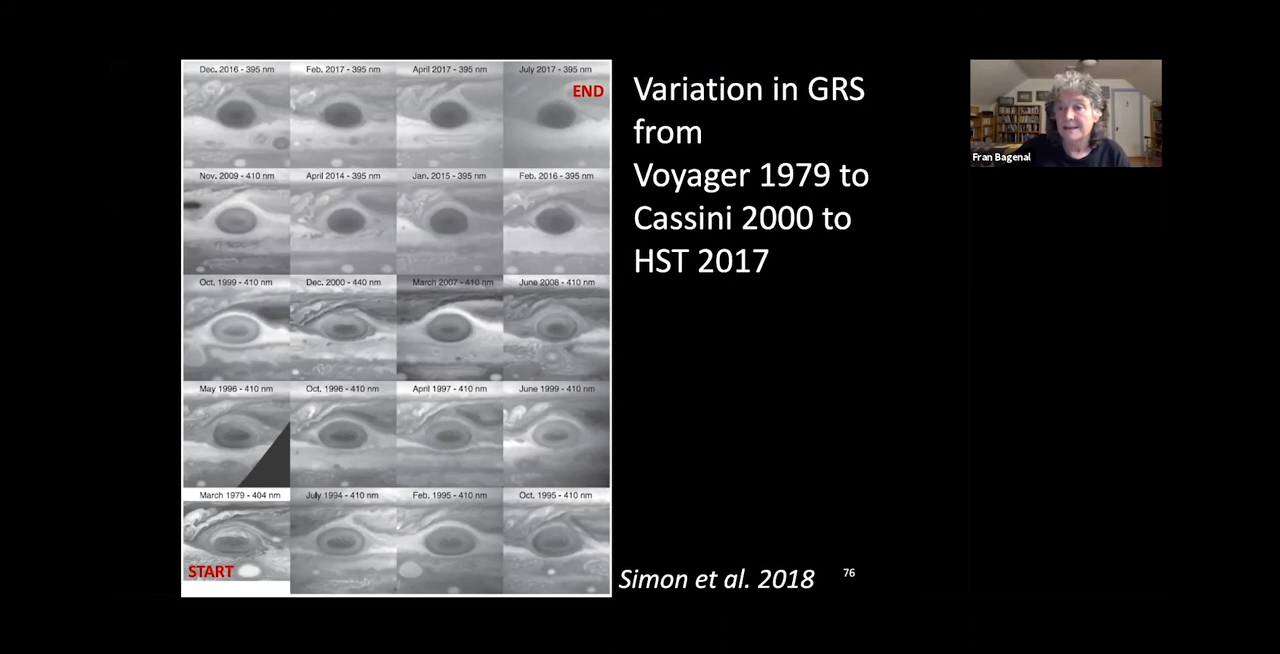 Dec. 2016 - 395 nm
Feb. 2017 - 395 nm
April 2017 - 395 nm
July 2017 - 395 nm
END
Nov. 2009 - 410 nm
April 2014 - 395 nm
Jan. 2015 - 395 nm
Feb. 2016 - 395 nm
Oct. 1999 - 410 nm
Dec. 2000 - 440 nm
March 2007 - 410 nm
June 2008 - 410 nm
May 1996 - 410 nm
Oct. 1996 - 410 nm
April 1997 - 410 nm
June 1999 - 410 nm
March 1979 - 404 nm
July 1994 - 410 nm
Feb. 1995 - 410 nm
Oct. 1995 - 410 nm
START
Variation in GRS
from
Voyager 1979 to
Cassini 2000 to
HST 2017
Simon et al. 2018
76
Fran Bagenal